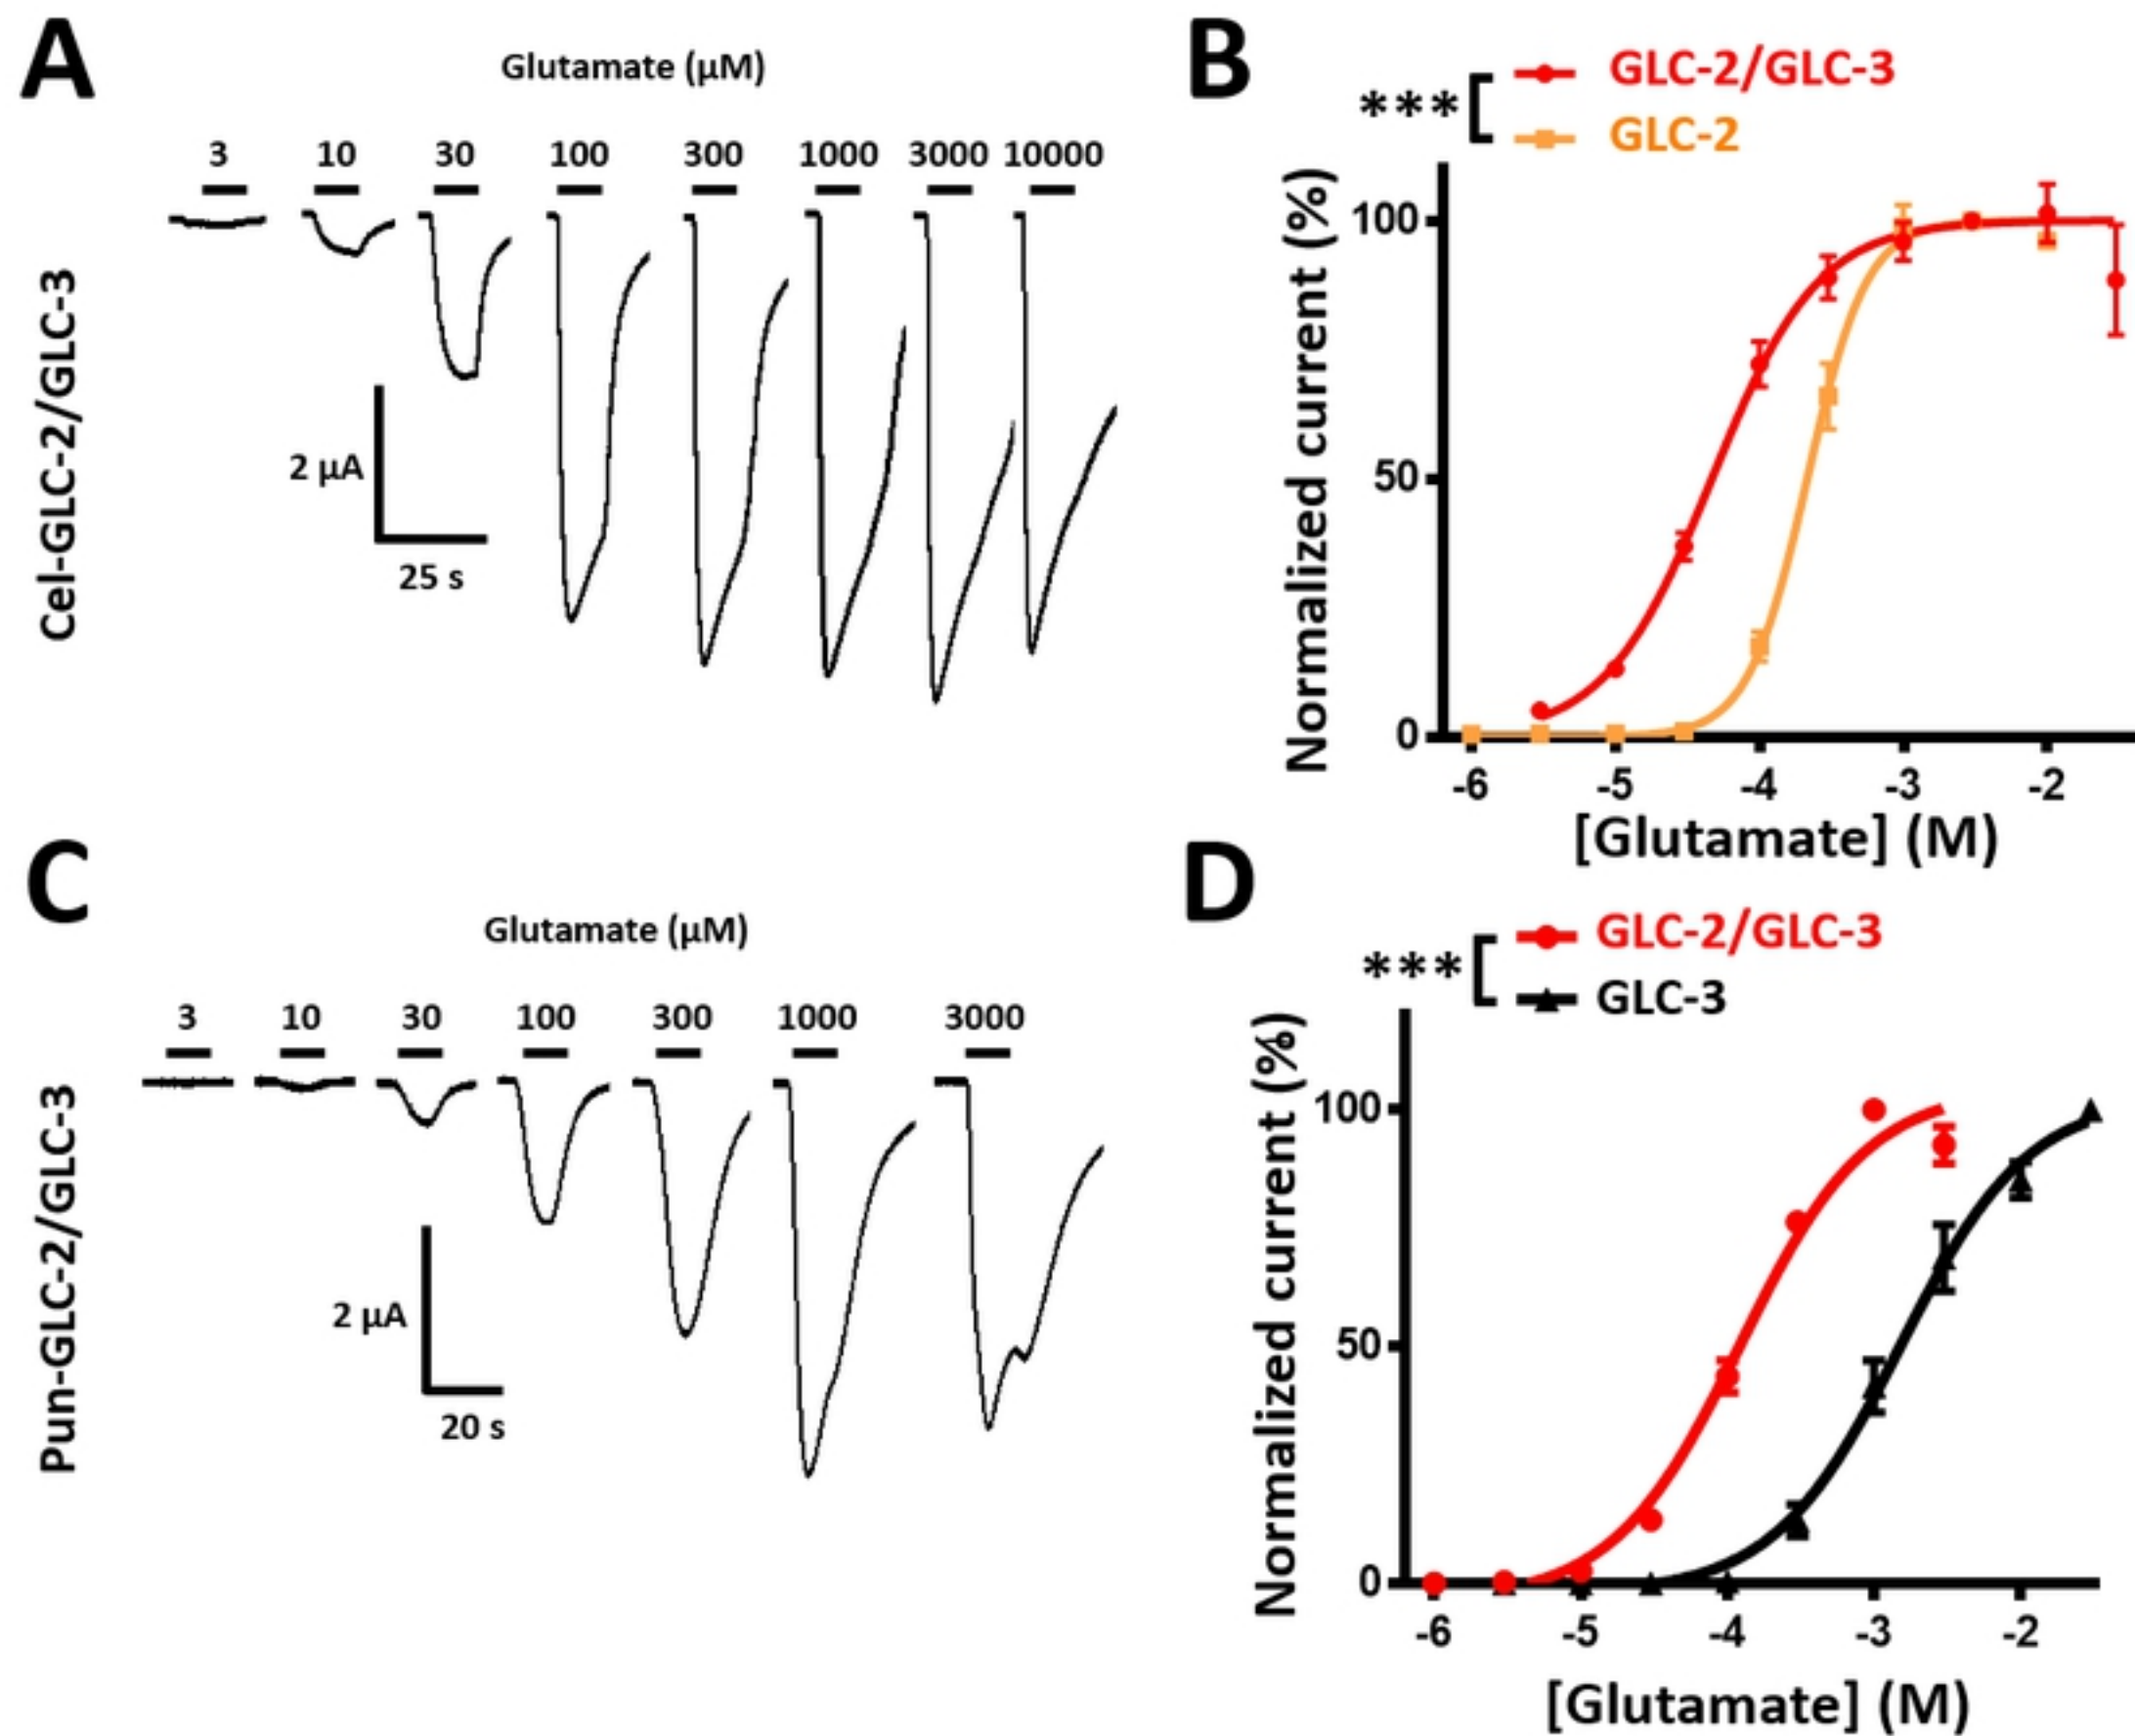 A
Glutamate (µM)
3 10 30 100 300 1000 3000 10000
Cel-GLC-2/GLC-3
2 µA
25 s
B
GLC-2/GLC-3
***
GLC-2
Normalized current (%)
100
50
0
-6 -5 -4 -3 -2
[Glutamate] (M)
C
Glutamate (µM)
3 10 30 100 300 1000 3000
Pun-GLC-2/GLC-3
2 µA
20 s
D
GLC-2/GLC-3
***
GLC-3
Normalized current (%)
100
50
0
-6 -5 -4 -3 -2
[Glutamate] (M)